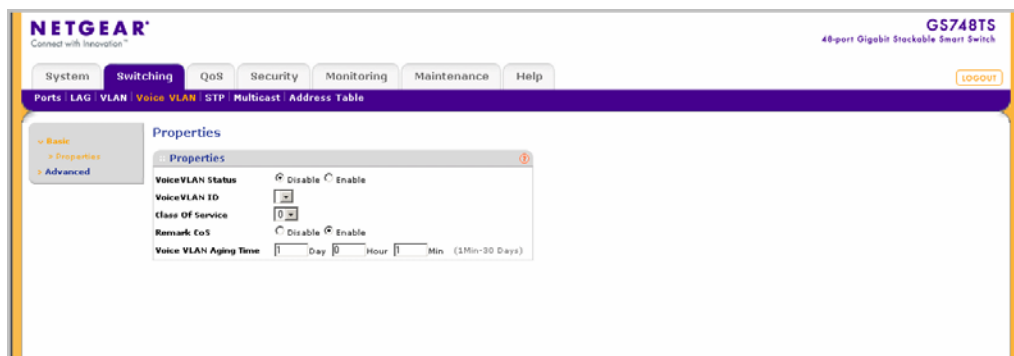 NETGEAR®
Connect with Innovation™
GS748TS
48-port Gigabit Stackable Smart Switch
System Switching QoS Security Monitoring Maintenance Help
LOGOUT
Ports LAG VLAN Voice VLAN STP Multicast Address Table
Basic
Properties
Advanced
Properties
Properties
VoiceVLAN Status Disable Enable
VoiceVLAN ID
Class Of Service 0
Remark CoS Disable Enable
Voice VLAN Aging Time 1 Day 0 Hour 1 Min (1Min-30 Days)